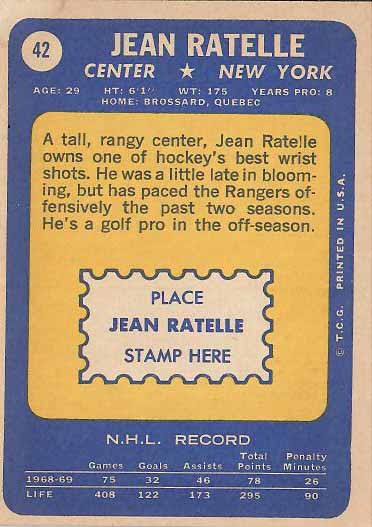 42
JEAN RATELLE
CENTER ★ NEW YORK
AGE: 29 HT: 6'1" WT: 175 YEARS PRO: 8
HOME: BROSSARD, QUEBEC
A tall, rangy center, Jean Ratelle
owns one of hockey's best wrist
shots. He was a little late in bloom-
ing, but has paced the Rangers of-
fensively the past two seasons.
He's a golf pro in the off-season.
PLACE
JEAN RATELLE
STAMP HERE
© T.C.G. PRINTED IN U.S.A.
N.H.L. RECORD
Games Goals Assists Total Points Penalty Minutes
1968-69 75 32 46 78 26
LIFE 408 122 173 295 90